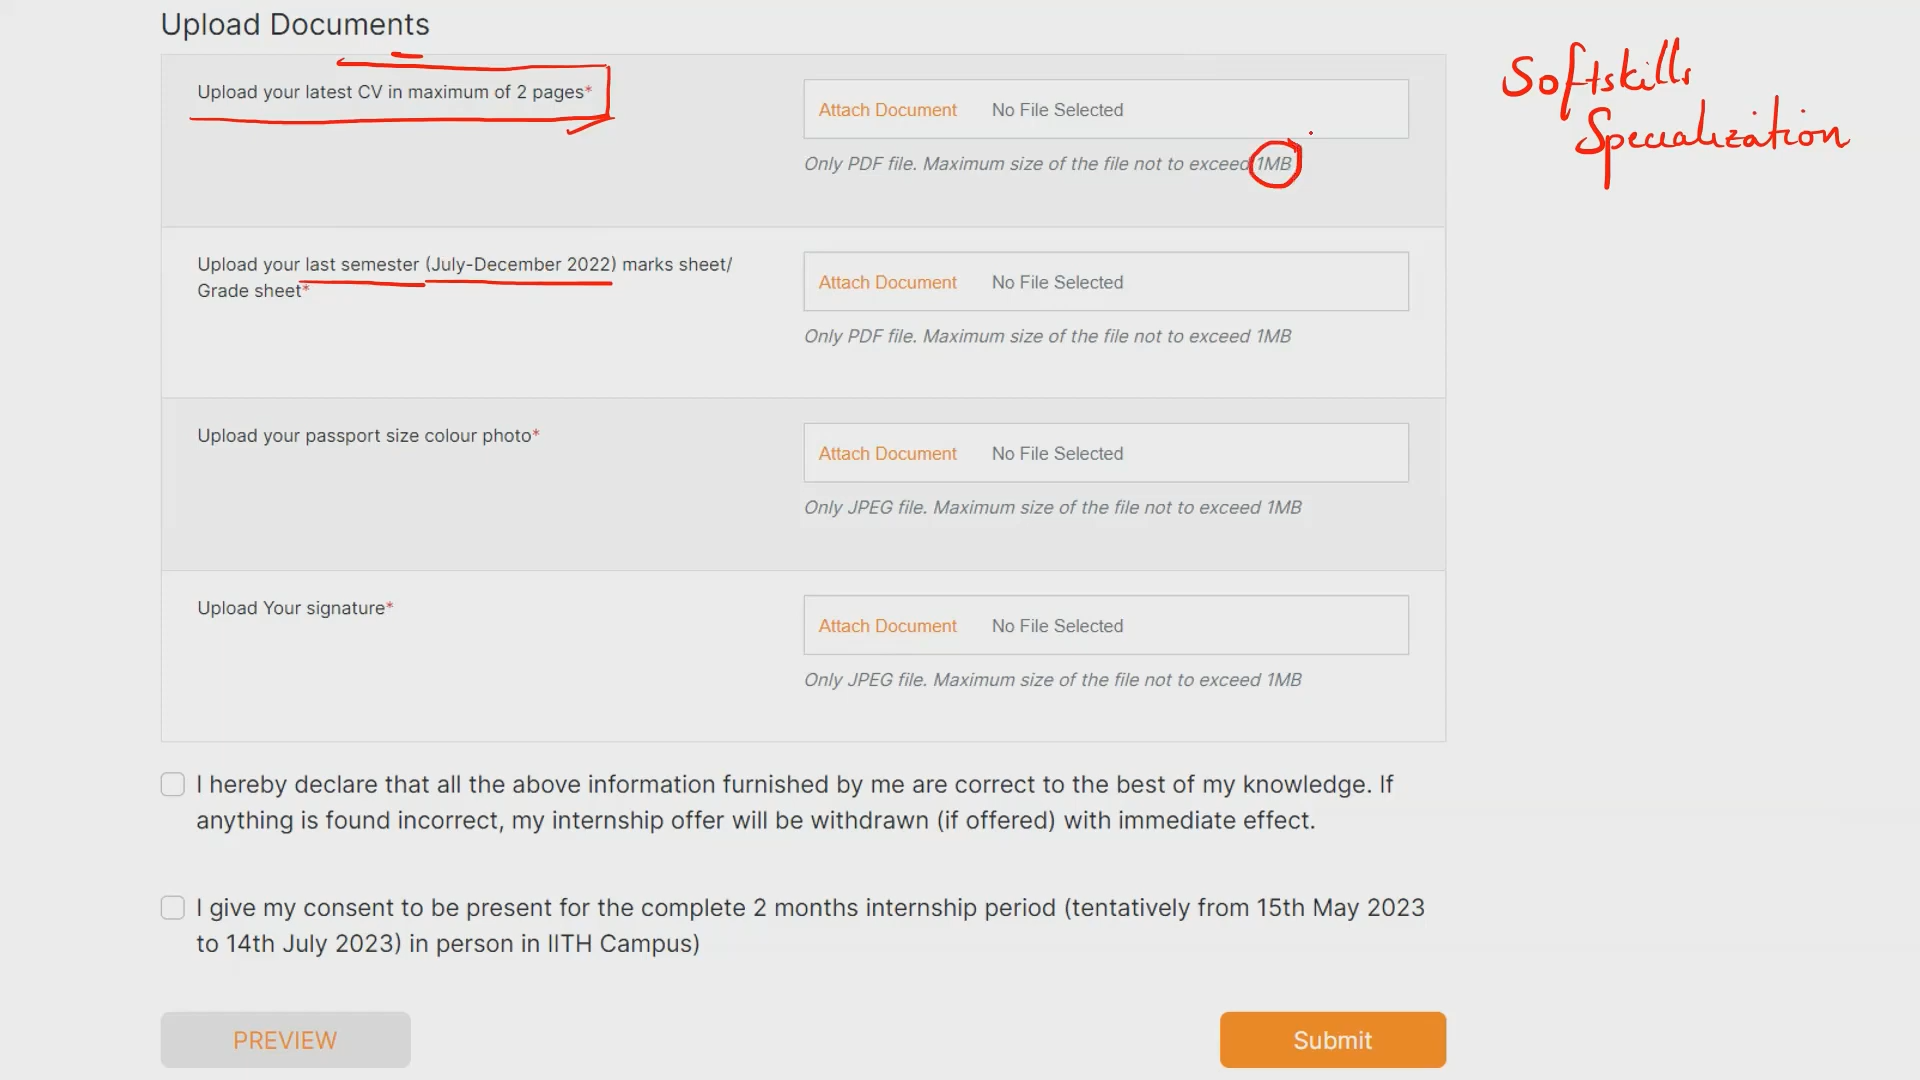 Upload Documents
Upload your latest CV in maximum of 2 pages*
Attach Document No File Selected
Only PDF file. Maximum size of the file not to exceed 1MB
Softskills
Specialization
Upload your last semester (July-December 2022) marks sheet/
Grade sheet*
Attach Document No File Selected
Only PDF file. Maximum size of the file not to exceed 1MB
Upload your passport size colour photo*
Attach Document No File Selected
Only JPEG file. Maximum size of the file not to exceed 1MB
Upload Your signature*
Attach Document No File Selected
Only JPEG file. Maximum size of the file not to exceed 1MB
I hereby declare that all the above information furnished by me are correct to the best of my knowledge. If
anything is found incorrect, my internship offer will be withdrawn (if offered) with immediate effect.
I give my consent to be present for the complete 2 months internship period (tentatively from 15th May 2023
to 14th July 2023) in person in IITH Campus)
PREVIEW
Submit